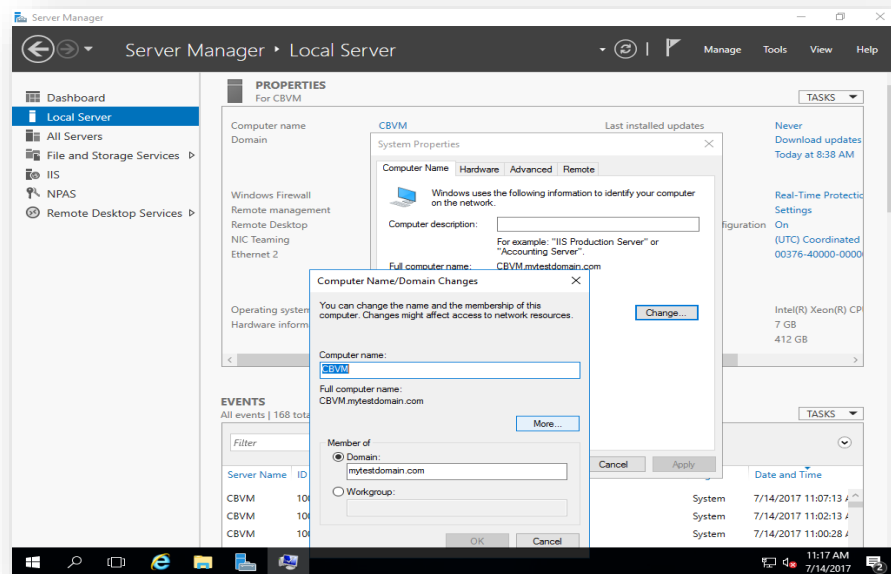 Server Manager
Server Manager • Local Server
Manage Tools View Help
Dashboard
Local Server
All Servers
File and Storage Services
IIS
NPAS
Remote Desktop Services
PROPERTIES
For CBVM
TASKS
Computer name CBVM Last installed updates Never
Domain Download updates
Today at 8:38 AM
Windows Firewall Real-Time Protectic
Remote management Settings
Remote Desktop figuration On
NIC Teaming (UTC) Coordinated
Ethernet 2 00376-40000-0000
Operating system Intel(R) Xeon(R) CP
Hardware inform 7 GB
412 GB
System Properties
Computer Name Hardware Advanced Remote
Windows uses the following information to identify your computer
on the network.
Computer description:
For example: "IIS Production Server" or
"Accounting Server".
Full computer name: CBVM.mytestdomain.com
Change...
Cancel Apply
Computer Name/Domain Changes
You can change the name and the membership of this
computer. Changes might affect access to network resources.
Computer name:
CBVM
Full computer name:
CBVM.mytestdomain.com
More...
Member of
Domain:
mytestdomain.com
Workgroup:
OK Cancel
EVENTS
All events | 168 tota
TASKS
Filter
Server Name ID Date and Time
CBVM 100 System 7/14/2017 11:07:13 A
CBVM 100 System 7/14/2017 11:02:13 A
CBVM 100 System 7/14/2017 11:00:28 A
11:17 AM
7/14/2017
2